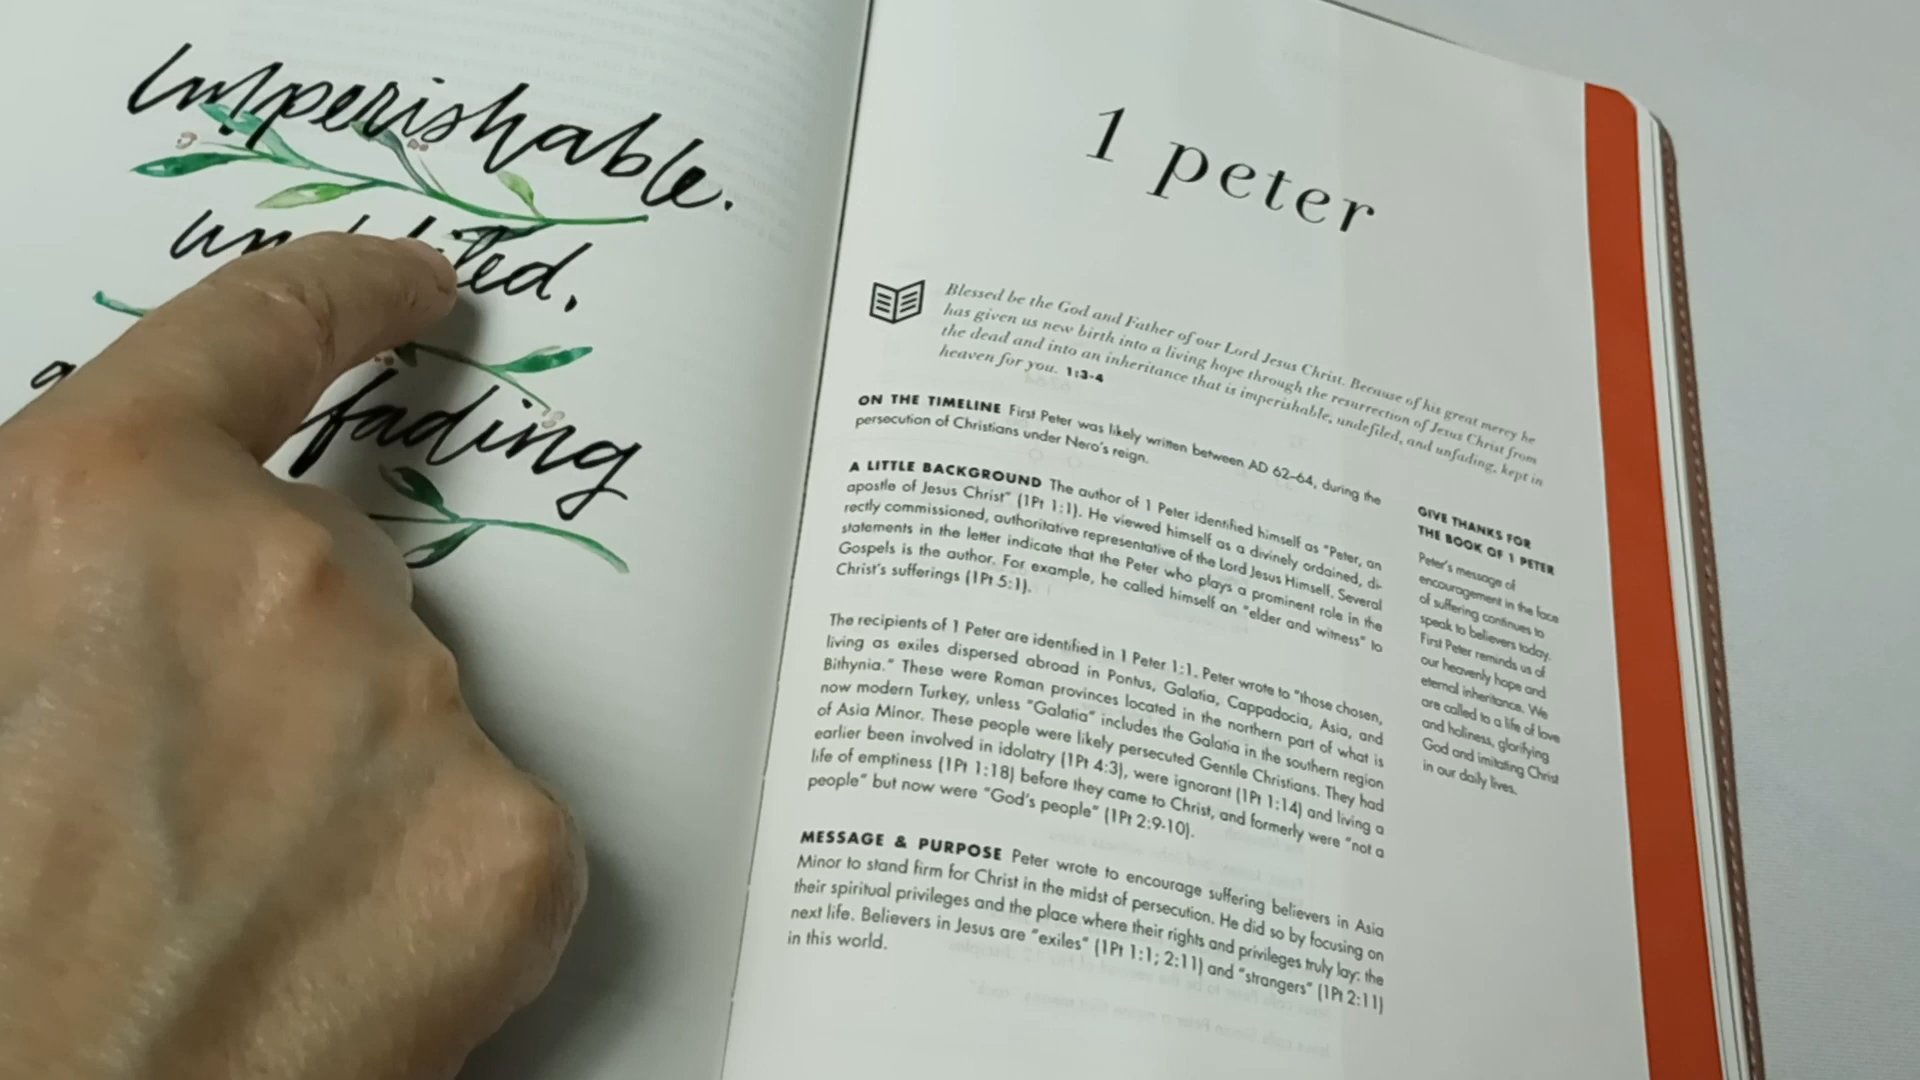 Imperishable.
fading
1 peter
Blessed be the God and Father of our Lord Jesus Christ. Because of his great mercy he
has given us new birth into a living hope through the resurrection of Jesus Christ from
the dead and into an inheritance that is imperishable, undefiled, and unfading, kept in
heaven for you. 1:3-4
ON THE TIMELINE First Peter was likely written between AD 62–64, during the
persecution of Christians under Nero's reign.
A LITTLE BACKGROUND The author of 1 Peter identified himself as "Peter, an
apostle of Jesus Christ" (1Pt 1:1). He viewed himself as a divinely ordained, di-
rectly commissioned, authoritative representative of the Lord Jesus Himself. Several
statements in the letter indicate that the Peter who plays a prominent role in the
Gospels is the author. For example, he called himself an "elder and witness" to
Christ's sufferings (1Pt 5:1).
The recipients of 1 Peter are identified in 1 Peter 1:1. Peter wrote to "those chosen,
living as exiles dispersed abroad in Pontus, Galatia, Cappadocia, Asia, and
Bithynia." These were Roman provinces located in the northern part of what is
now modern Turkey, unless "Galatia" includes the Galatia in the southern region
of Asia Minor. These people were likely persecuted Gentile Christians. They had
earlier been involved in idolatry (1Pt 4:3), were ignorant (1Pt 1:14) and living a
life of emptiness (1Pt 1:18) before they came to Christ, and formerly were "not a
people" but now were "God's people" (1Pt 2:9-10).
MESSAGE & PURPOSE Peter wrote to encourage suffering believers in Asia
Minor to stand firm for Christ in the midst of persecution. He did so by focusing on
their spiritual privileges and the place where their rights and privileges truly lay: the
next life. Believers in Jesus are "exiles" (1Pt 1:1; 2:11) and "strangers" (1Pt 2:11)
in this world.
GIVE THANKS FOR
THE BOOK OF 1 PETER
Peter's message of
encouragement in the face
of suffering continues to
speak to believers today.
First Peter reminds us of
our heavenly hope and
eternal inheritance. We
are called to a life of love
and holiness, glorifying
God and imitating Christ
in our daily lives.